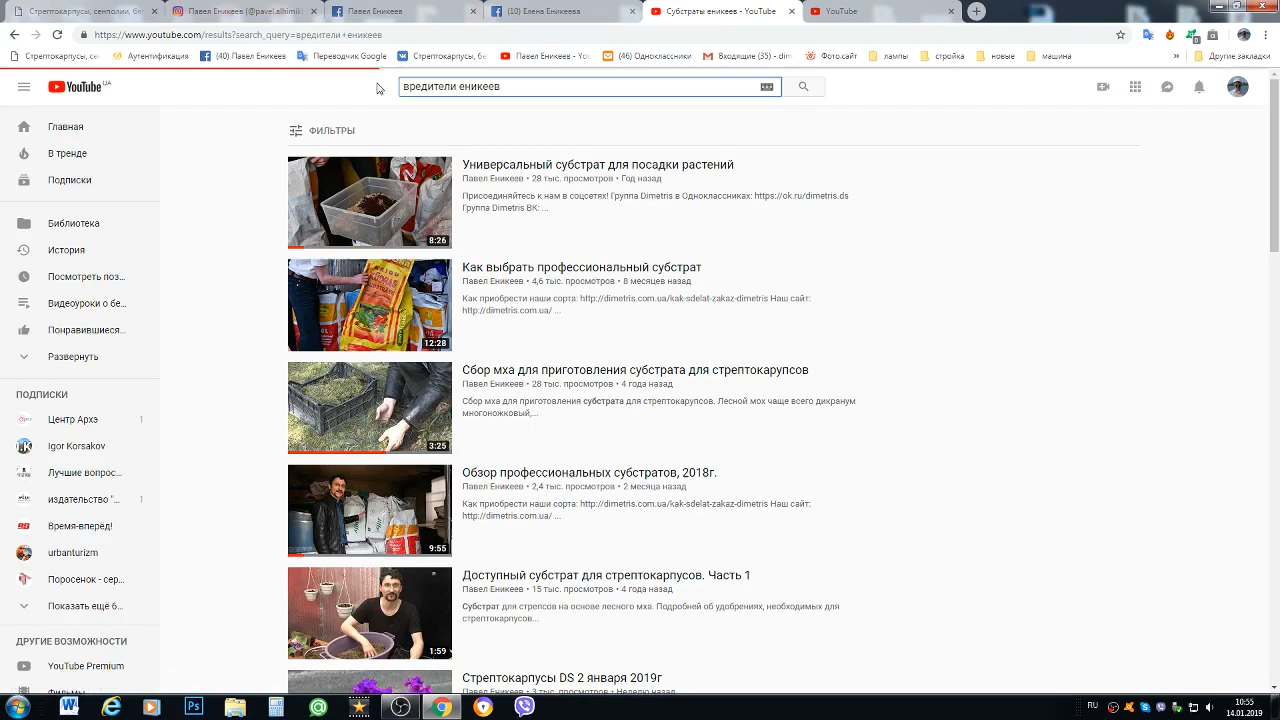 Стрептокарпусы, сенполии, бег
Павел Еникеев (@pavel.alhimik)
Павел Еникеев
(10) Елена Еникеева
Субстраты еникеев - YouTube
YouTube
https://www.youtube.com/results?search_query=вредители+еникеев
Стрептокарпусы, се
Аутентификация
(40) Павел Еникеев
Переводчик Google
Стрептокарпусы, бе
Павел Еникеев - You
(46) Одноклассники
Входящие (35) - dim
Фото.сайт
лампы
стройка
новые
машина
»
Другие закладки
YouTube UA
вредители еникеев
ФИЛЬТРЫ
Главная
В тренде
Подписки
Библиотека
История
Посмотреть поз...
Видеоуроки о бе...
Понравившиеся...
Развернуть
ПОДПИСКИ
Центр Архэ 1
Igor Korsakov
Лучшие вопрос...
издательство "... 1
Время-вперёд!
urbanturizm
Поросенок - сер...
Показать ещё 6...
ДРУГИЕ ВОЗМОЖНОСТИ
YouTube Premium
Фильмы
8:26
Универсальный субстрат для посадки растений
Павел Еникеев • 28 тыс. просмотров • Год назад
Присоединяйтесь к нам в соцсетях! Группа Dimetris в Одноклассниках: https://ok.ru/dimetris.ds
Группа Dimetris ВК: ...
12:28
Как выбрать профессиональный субстрат
Павел Еникеев • 4,6 тыс. просмотров • 8 месяцев назад
Как приобрести наши сорта: http://dimetris.com.ua/kak-sdelat-zakaz-dimetris Наш сайт:
http://dimetris.com.ua/ ...
3:25
Сбор мха для приготовления субстрата для стрептокарупсов
Павел Еникеев • 28 тыс. просмотров • 4 года назад
Сбор мха для приготовления субстрата для стрептокарупсов. Лесной мох чаще всего дикранум
многоножковый,...
9:55
Обзор профессиональных субстратов, 2018г.
Павел Еникеев • 2,4 тыс. просмотров • 2 месяца назад
Как приобрести наши сорта: http://dimetris.com.ua/kak-sdelat-zakaz-dimetris Наш сайт:
http://dimetris.com.ua/ ...
1:59
Доступный субстрат для стрептокарпусов. Часть 1
Павел Еникеев • 15 тыс. просмотров • 4 года назад
Субстрат для стрепсов на основе лесного мха. Подробней об удобрениях, необходимых для
стрептокарпусов...
Стрептокарпусы DS 2 января 2019г
Павел Еникеев • 3 тыс. просмотров • Неделю назад
RU
10:55
14.01.2019